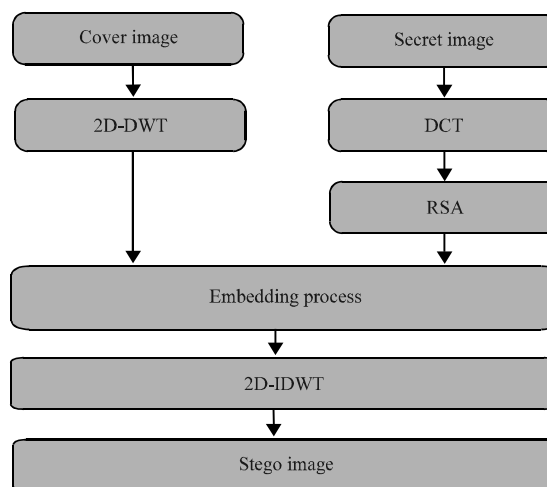 Cover image
Secret image
2D-DWT
DCT
RSA
Embedding process
2D-IDWT
Stego image